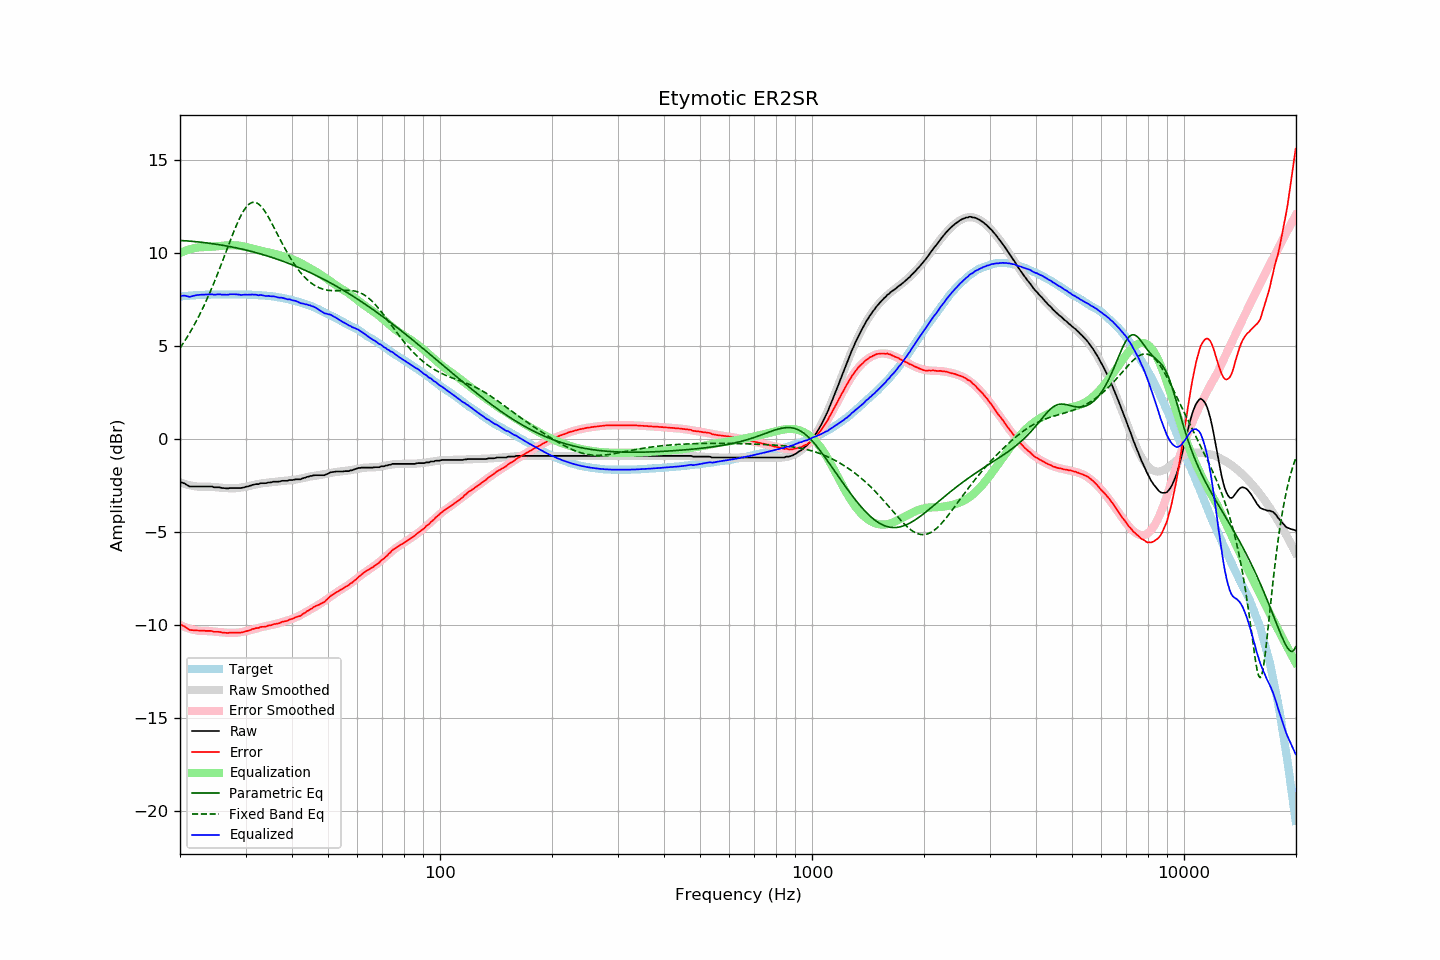 Etymotic ER2SR
15
10
5
0
−5
−10
−15
−20
Amplitude (dBr)
Target
Raw Smoothed
Error Smoothed
Raw
Error
Equalization
Parametric Eq
Fixed Band Eq
Equalized
100
1000
10000
Frequency (Hz)